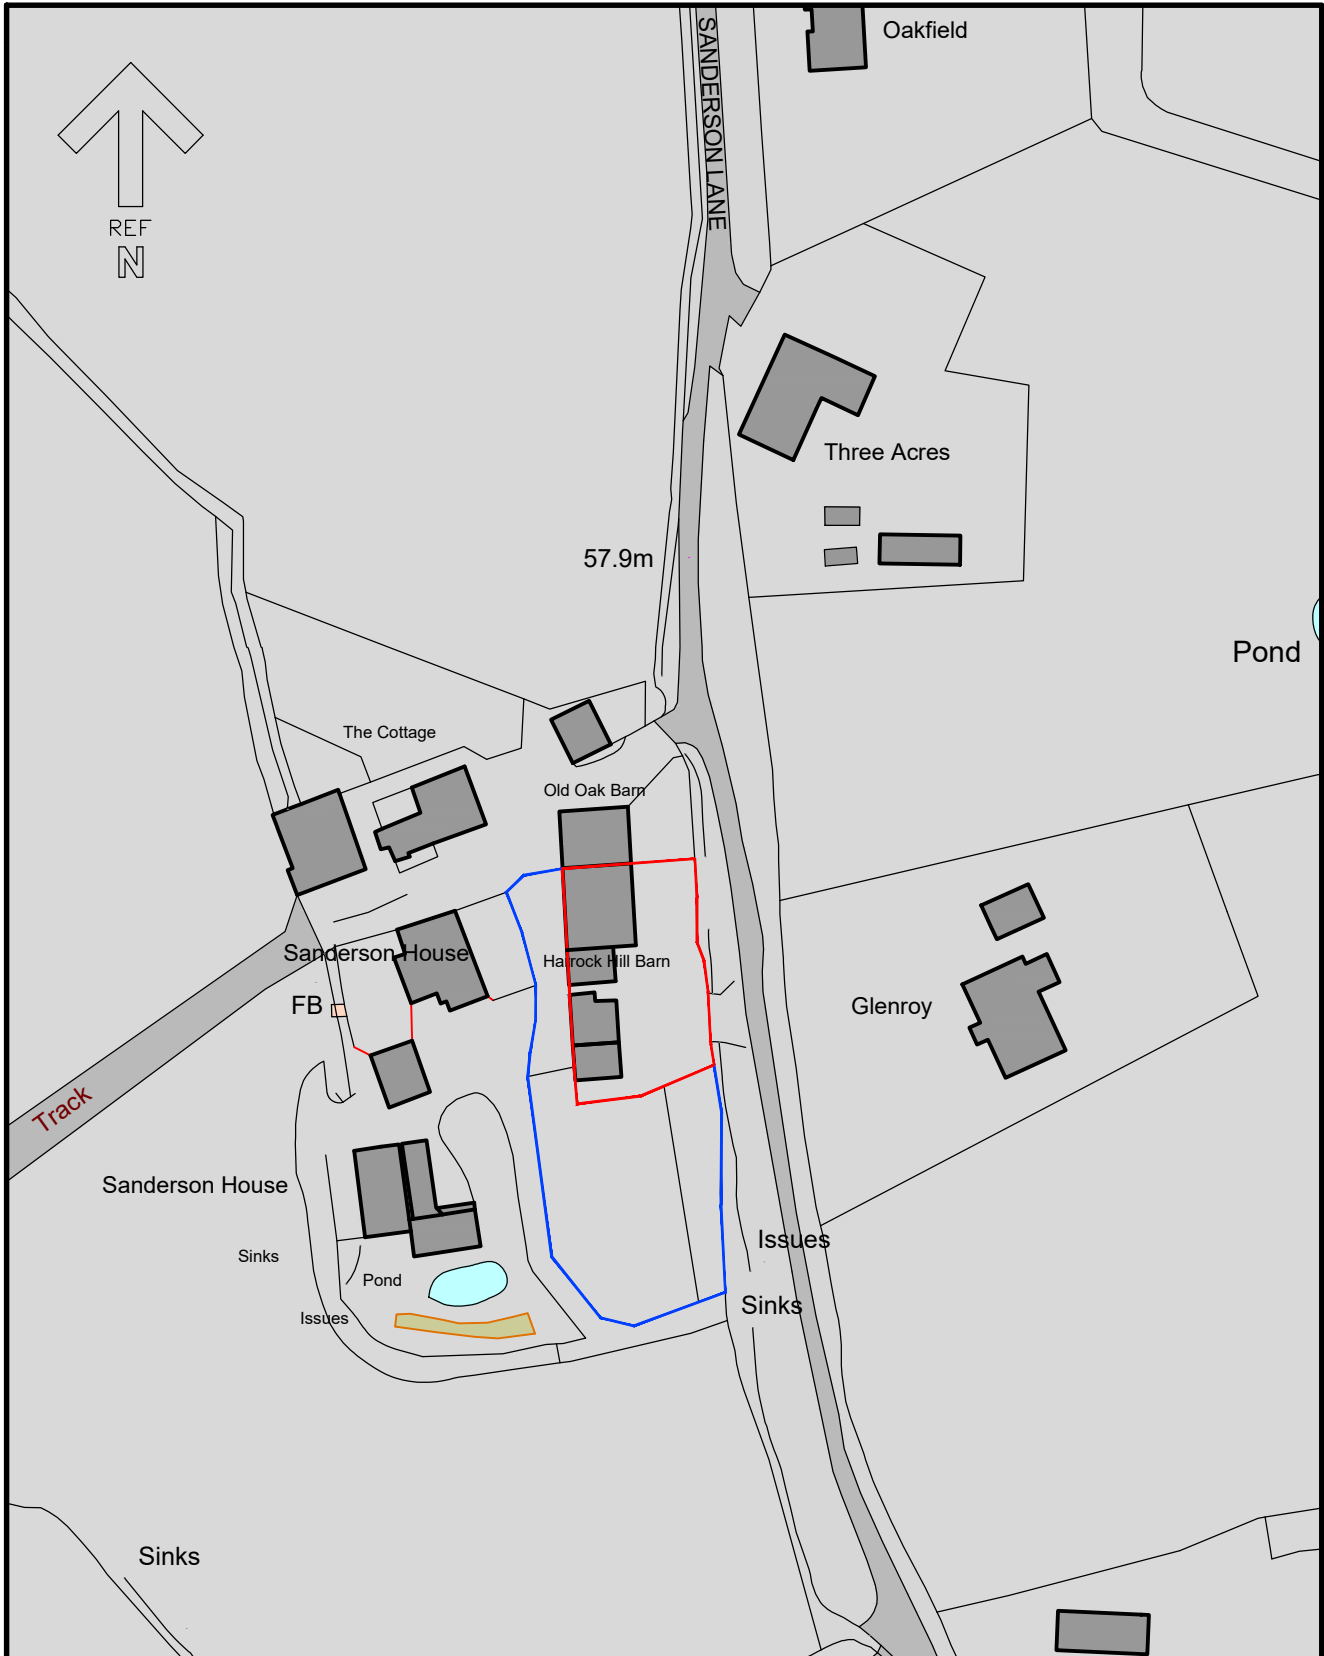 Oakfield
SANDERSON LANE
REF
N
Three Acres
57.9m
Pond
The Cottage
Old Oak Barn
Sanderson House
Harrock Hill Barn
FB
Glenroy
Track
Sanderson House
Issues
Sinks
Pond
Sinks
Issues
Sinks